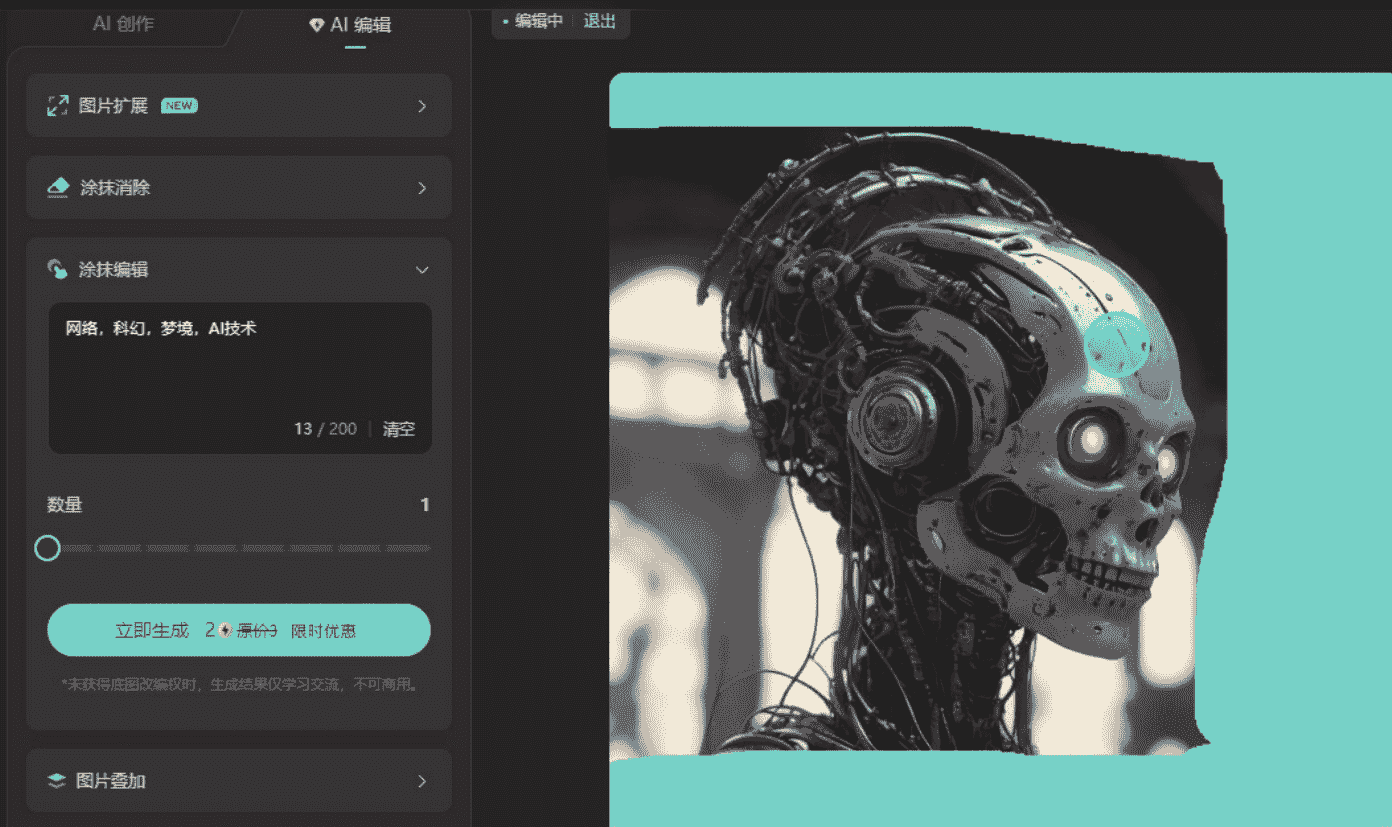 AI 创作
AI 编辑
编辑中 退出
图片扩展 NEW
涂抹消除
涂抹编辑
网络，科幻，梦境，AI技术
13 / 200 清空
数量 1
立即生成 2 原价3 限时优惠
*未获得底图改编权时，生成结果仅学习交流，不可商用。
图片叠加